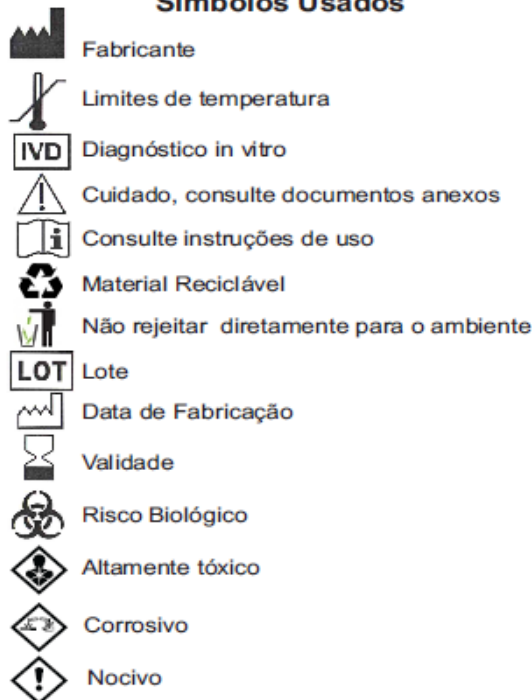 Símbolos Usados
Fabricante
Limites de temperatura
IVD Diagnóstico in vitro
Cuidado, consulte documentos anexos
i Consulte instruções de uso
Material Reciclável
Não rejeitar diretamente para o ambiente
LOT Lote
Data de Fabricação
Validade
Risco Biológico
Altamente tóxico
Corrosivo
Nocivo